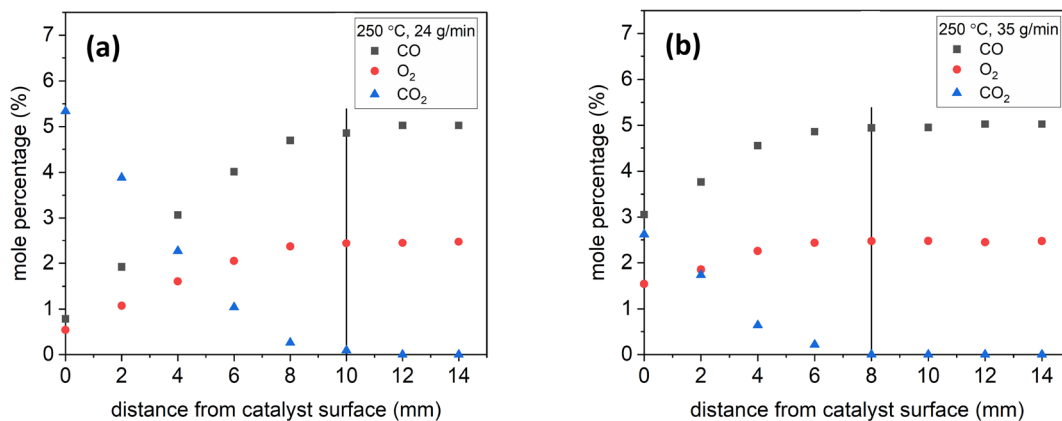 (a)
250 °C, 24 g/min
CO
O₂
CO₂
7
6
5
4
3
2
1
0
mole percentage (%)
0 2 4 6 8 10 12 14
distance from catalyst surface (mm)
(b)
250 °C, 35 g/min
CO
O₂
CO₂
7
6
5
4
3
2
1
0
mole percentage (%)
0 2 4 6 8 10 12 14
distance from catalyst surface (mm)